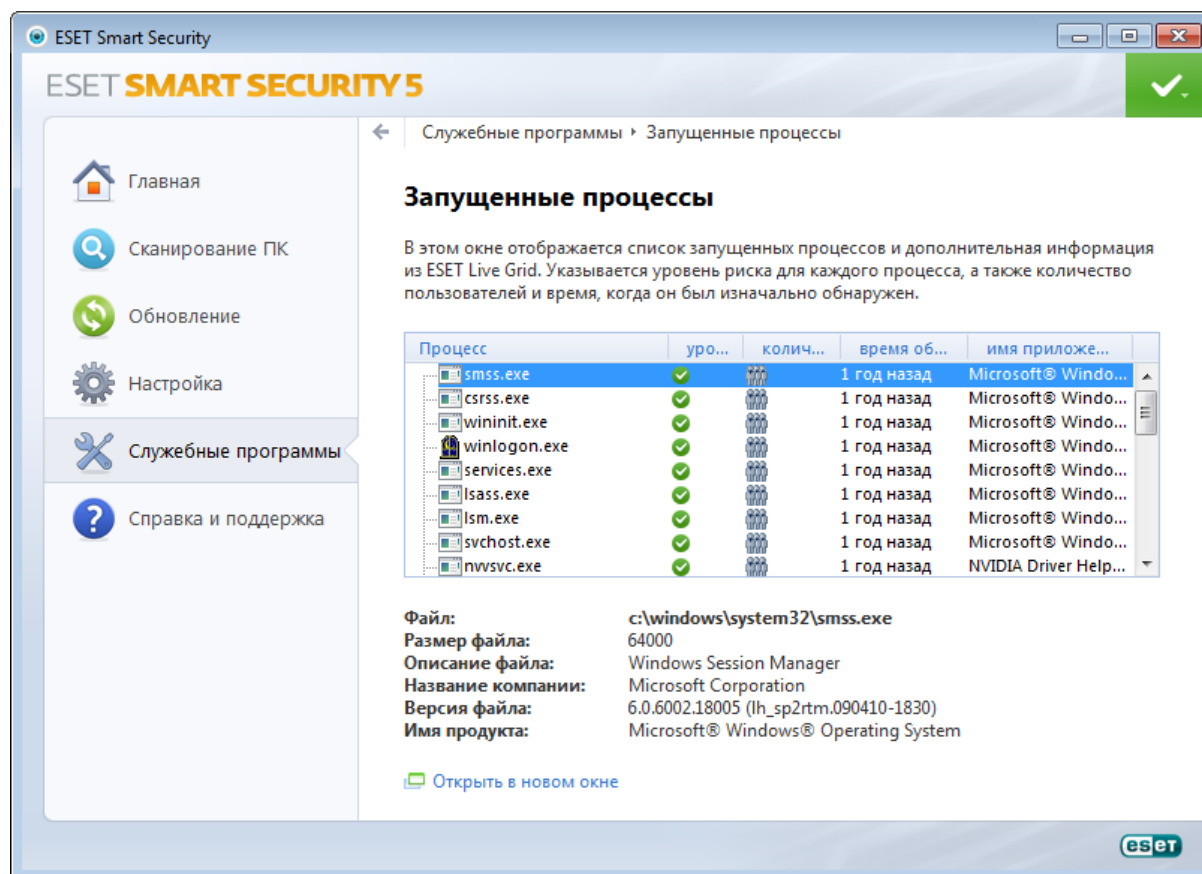 ESET Smart Security
ESET SMART SECURITY 5
Служебные программы Запущенные процессы
Главная
Сканирование ПК
Обновление
Настройка
Служебные программы
Справка и поддержка
Запущенные процессы
В этом окне отображается список запущенных процессов и дополнительная информация
из ESET Live Grid. Указывается уровень риска для каждого процесса, а также количество
пользователей и время, когда он был изначально обнаружен.
Процесс уро... колич... время об... имя приложе...
smss.exe 1 год назад Microsoft® Windo...
csrss.exe 1 год назад Microsoft® Windo...
wininit.exe 1 год назад Microsoft® Windo...
winlogon.exe 1 год назад Microsoft® Windo...
services.exe 1 год назад Microsoft® Windo...
lsass.exe 1 год назад Microsoft® Windo...
lsm.exe 1 год назад Microsoft® Windo...
svchost.exe 1 год назад Microsoft® Windo...
nvvsvc.exe 1 год назад NVIDIA Driver Help...
Файл: c:\windows\system32\smss.exe
Размер файла: 64000
Описание файла: Windows Session Manager
Название компании: Microsoft Corporation
Версия файла: 6.0.6002.18005 (lh_sp2rtm.090410-1830)
Имя продукта: Microsoft® Windows® Operating System
Открыть в новом окне
eset